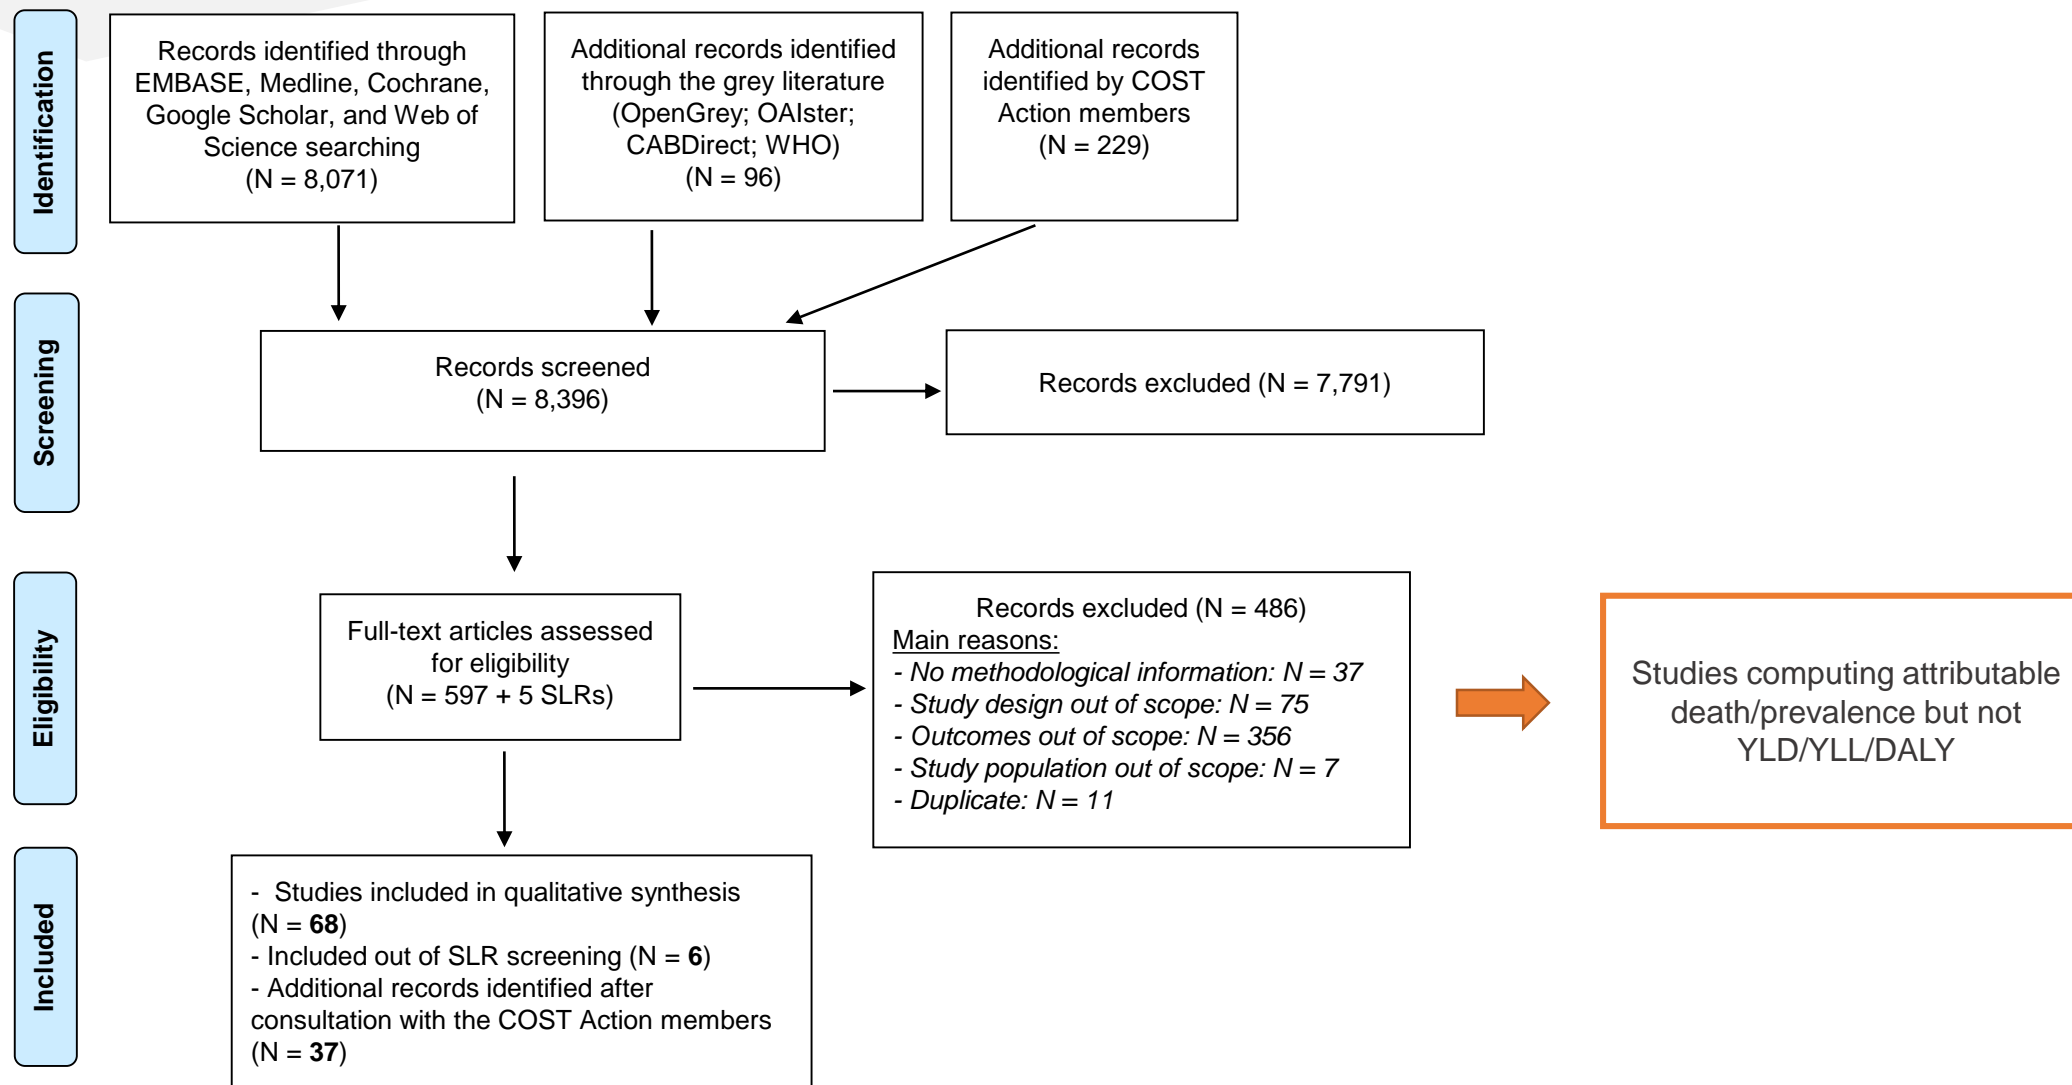 Identification
Records identified through
EMBASE, Medline, Cochrane,
Google Scholar, and Web of
Science searching
(N = 8,071)
Additional records identified
through the grey literature
(OpenGrey; OAIster;
CABDirect; WHO)
(N = 96)
Additional records
identified by COST
Action members
(N = 229)
Screening
Records screened
(N = 8,396)
Records excluded (N = 7,791)
Eligibility
Full-text articles assessed
for eligibility
(N = 597 + 5 SLRs)
Records excluded (N = 486)
Main reasons:
- No methodological information: N = 37
- Study design out of scope: N = 75
- Outcomes out of scope: N = 356
- Study population out of scope: N = 7
- Duplicate: N = 11
Studies computing attributable
death/prevalence but not
YLD/YLL/DALY
Included
- Studies included in qualitative synthesis
(N = 68)
- Included out of SLR screening (N = 6)
- Additional records identified after
consultation with the COST Action members
(N = 37)